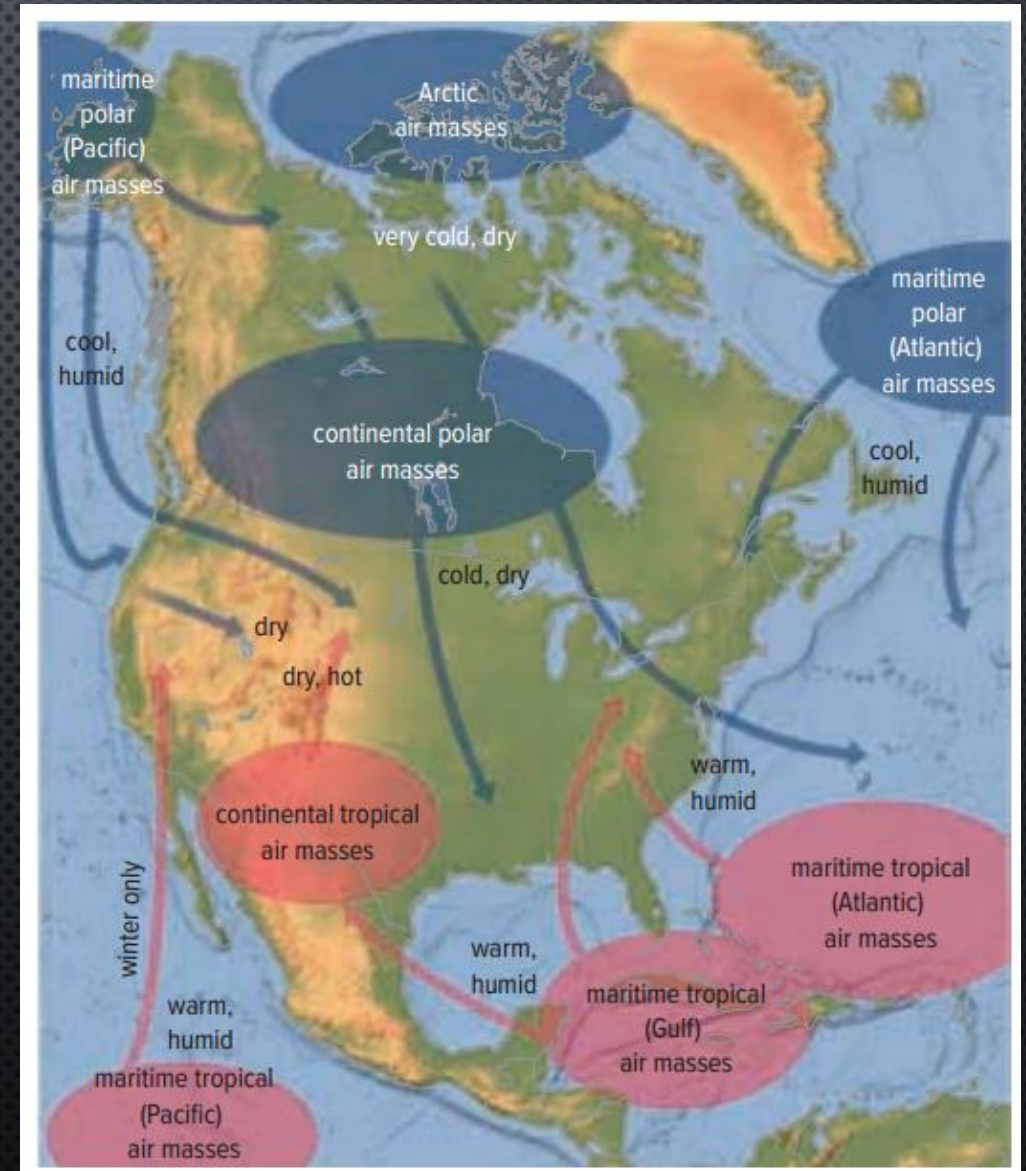 maritime
polar
(Pacific)
air masses
Arctic
air masses
very cold, dry
maritime
polar
(Atlantic)
air masses
cool,
humid
continental polar
air masses
cool,
humid
cold, dry
dry
dry, hot
warm,
humid
continental tropical
air masses
maritime tropical
(Atlantic)
air masses
winter only
warm,
humid
warm,
humid
maritime tropical
(Gulf)
air masses
maritime tropical
(Pacific)
air masses